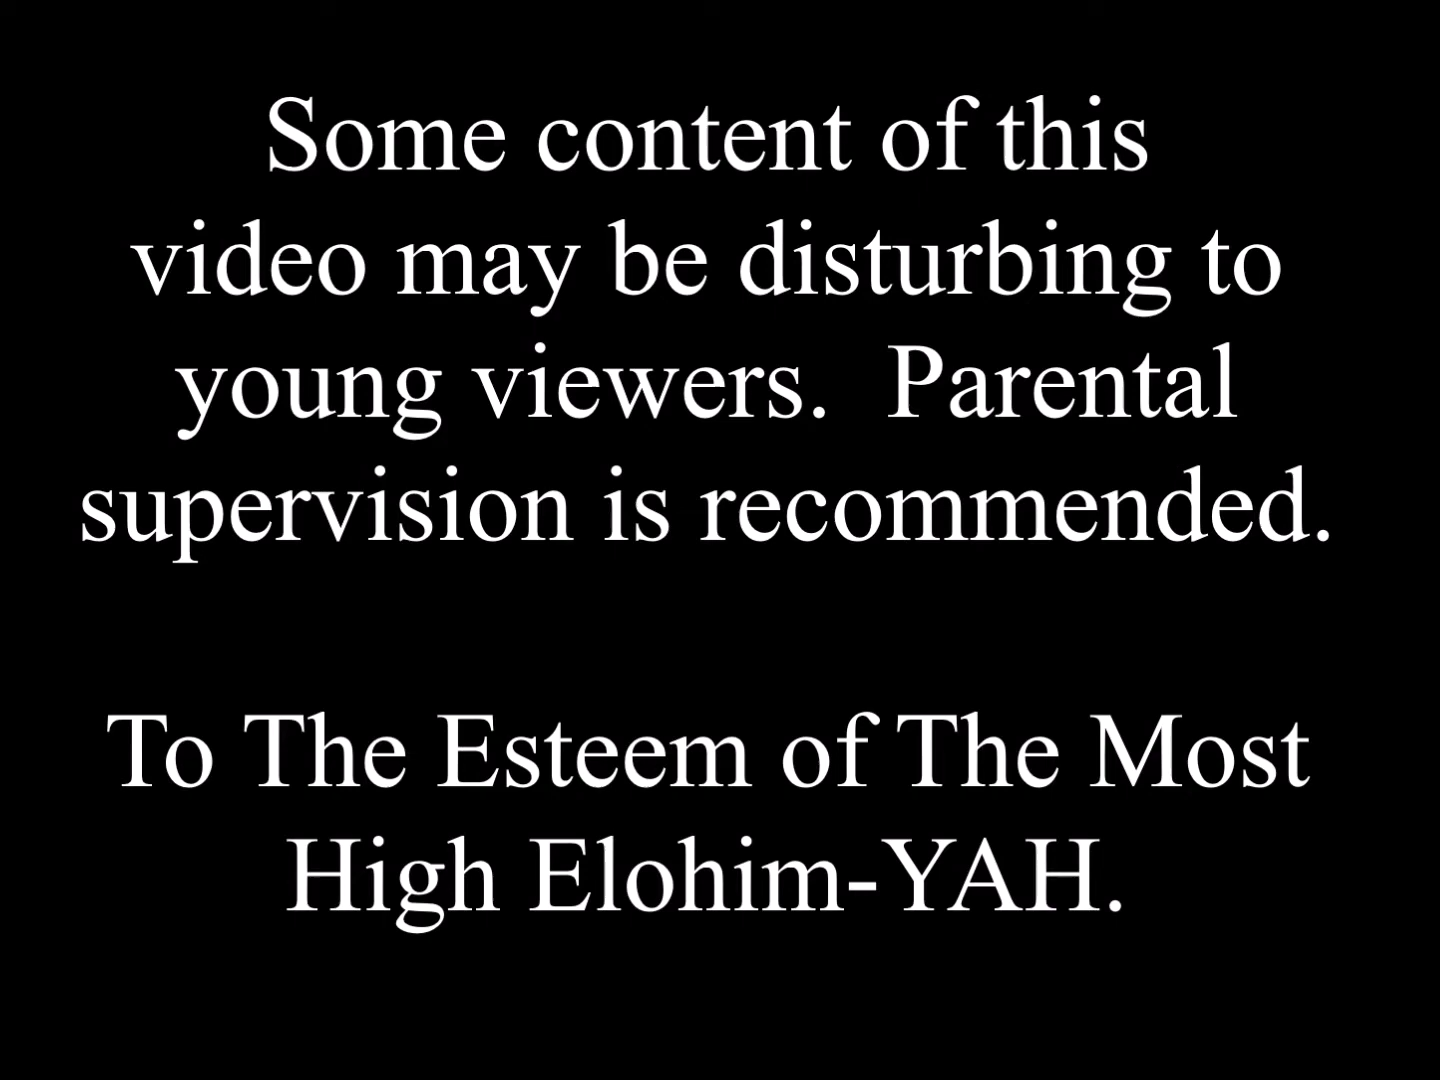 Some content of this
video may be disturbing to
young viewers.  Parental
supervision is recommended.
To The Esteem of The Most
High Elohim-YAH.